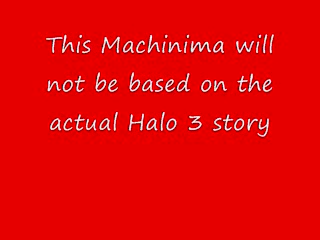 This Machinima will
not be based on the
actual Halo 3 story